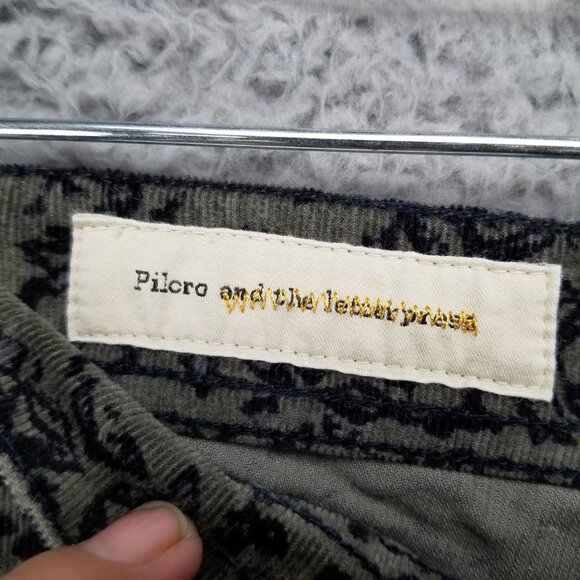 Pilcro and the letterpress